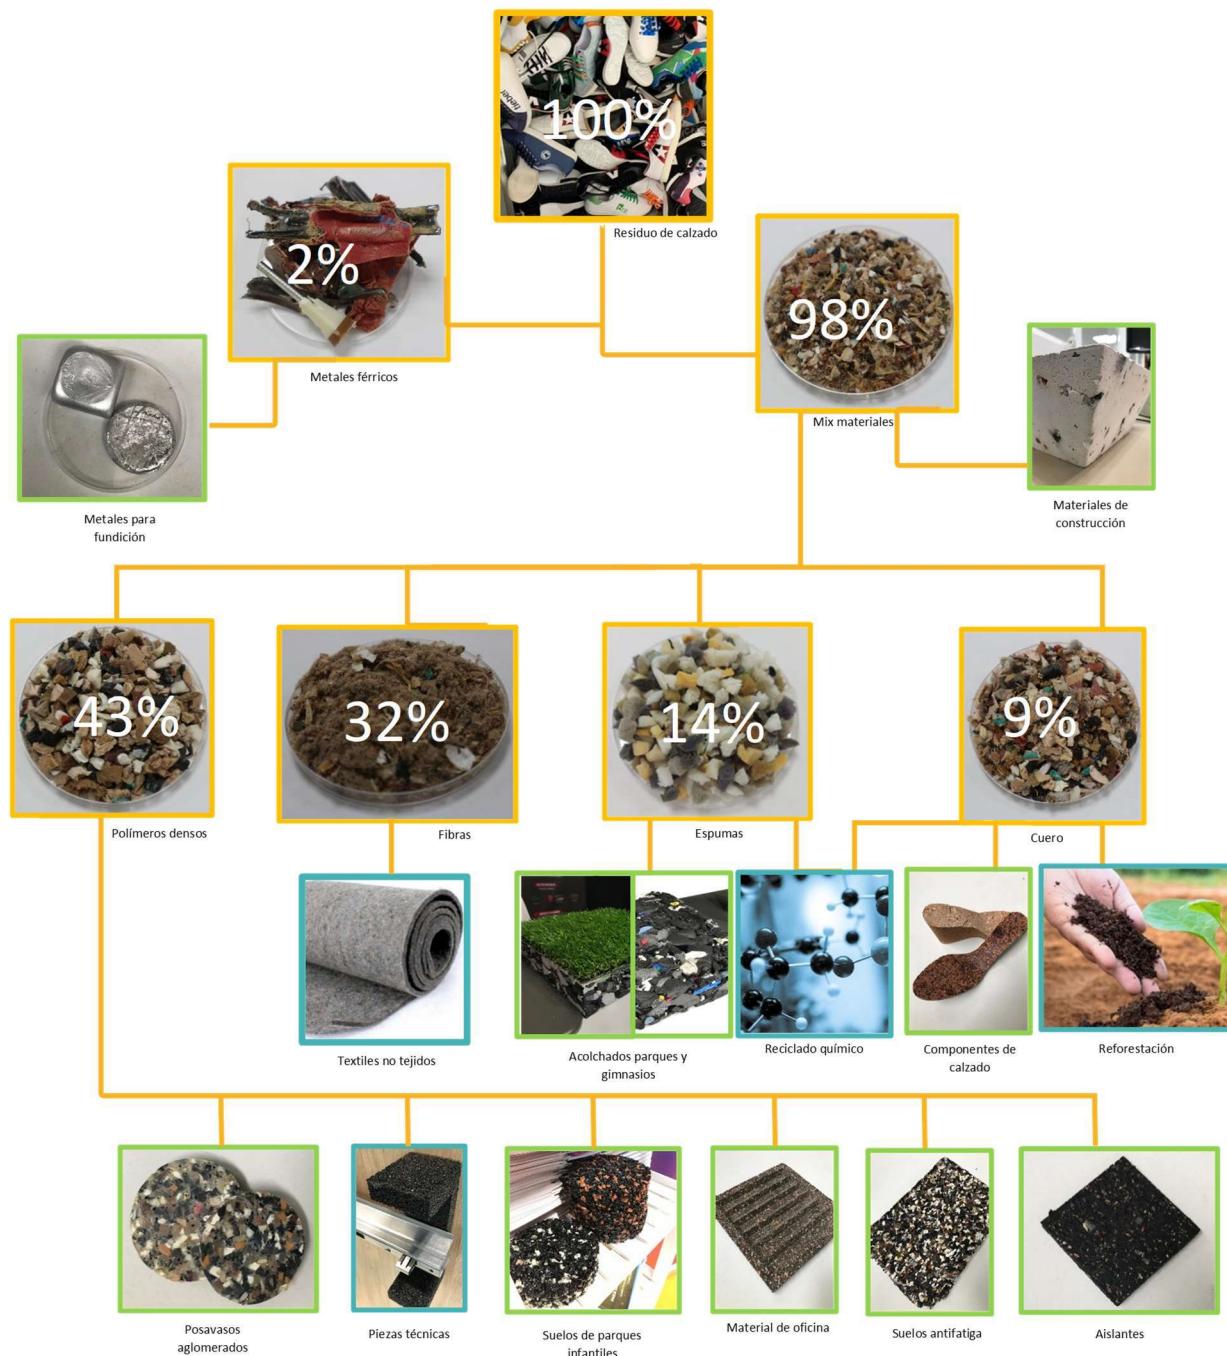 100%
Residuo de calzado
2%
Metales férricos
98%
Mix materiales
Metales para
fundición
Materiales de
construcción
43%
Polímeros densos
32%
Fibras
14%
Espumas
9%
Cuero
Textiles no tejidos
Acolchados parques y
gimnasios
Reciclado químico
Componentes de
calzado
Reforestación
Posavasos
aglomerados
Piezas técnicas
Suelos de parques
infantiles
Material de oficina
Suelos antifatiga
Aislantes